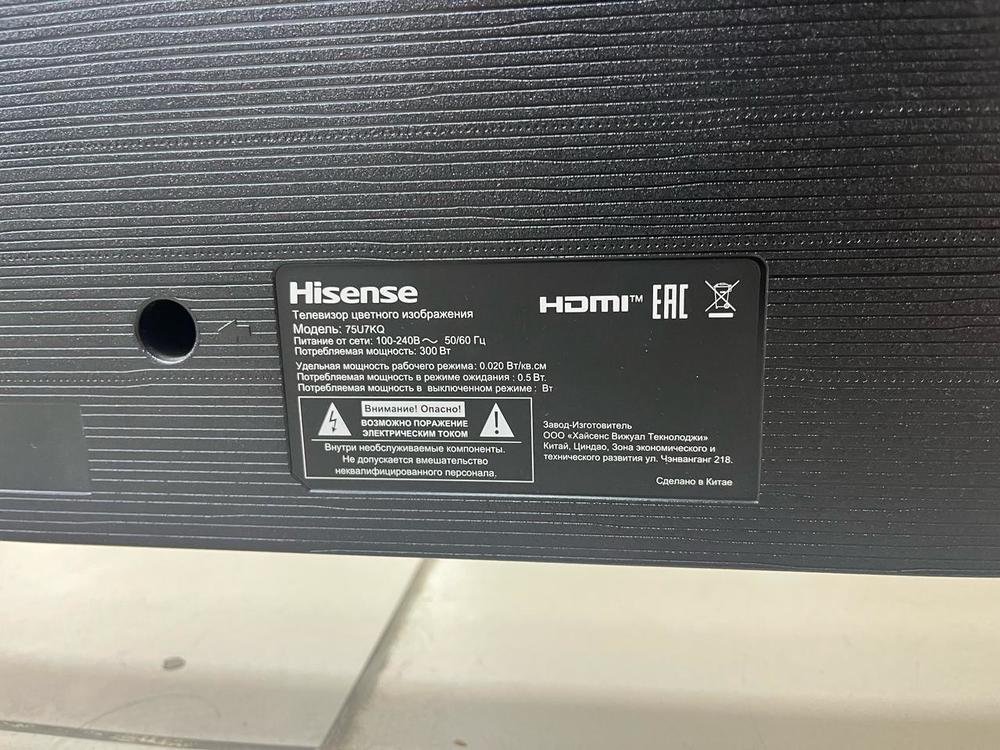 Hisense
HDMI™ EAC
Телевизор цветного изображения
Модель: 75U7KQ
Питание от сети: 100-240В ~ 50/60 Гц
Потребляемая мощность: 300 Вт
Удельная мощность рабочего режима: 0.020 Вт/кв.см
Потребляемая мощность в режиме ожидания : 0.5 Вт.
Потребляемая мощность в выключенном режиме : Вт
Внимание! Опасно!
ВОЗМОЖНО ПОРАЖЕНИЕ
ЭЛЕКТРИЧЕСКИМ ТОКОМ
Внутри необслуживаемые компоненты.
Не допускается вмешательство
неквалифицированного персонала.
Завод-Изготовитель
ООО «Хайсенс Вижуал Текнолоджи»
Китай, Циндао, Зона экономического и
технического развития ул. Чэнванганг 218.
Сделано в Китае